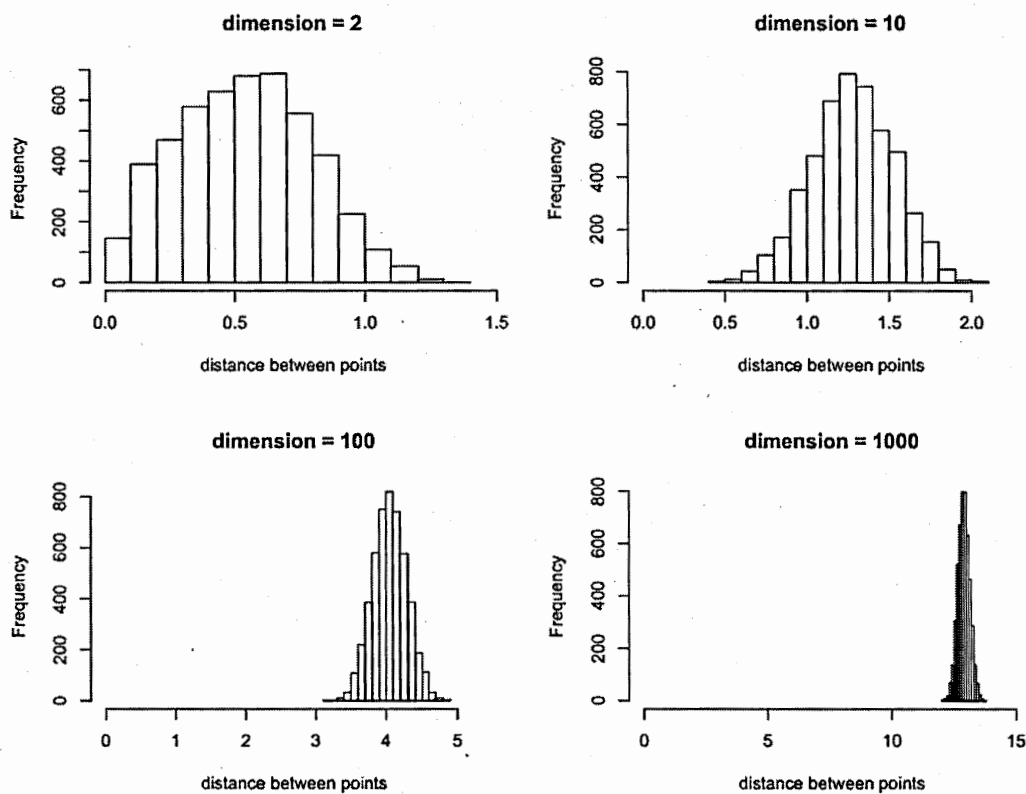 dimension = 2
Frequency
0 200 400 600
0.0 0.5 1.0 1.5
distance between points
dimension = 10
Frequency
0 200 400 600 800
0.0 0.5 1.0 1.5 2.0
distance between points
dimension = 100
Frequency
0 200 400 600 800
0 1 2 3 4 5
distance between points
dimension = 1000
Frequency
0 200 400 600 800
0 5 10 15
distance between points